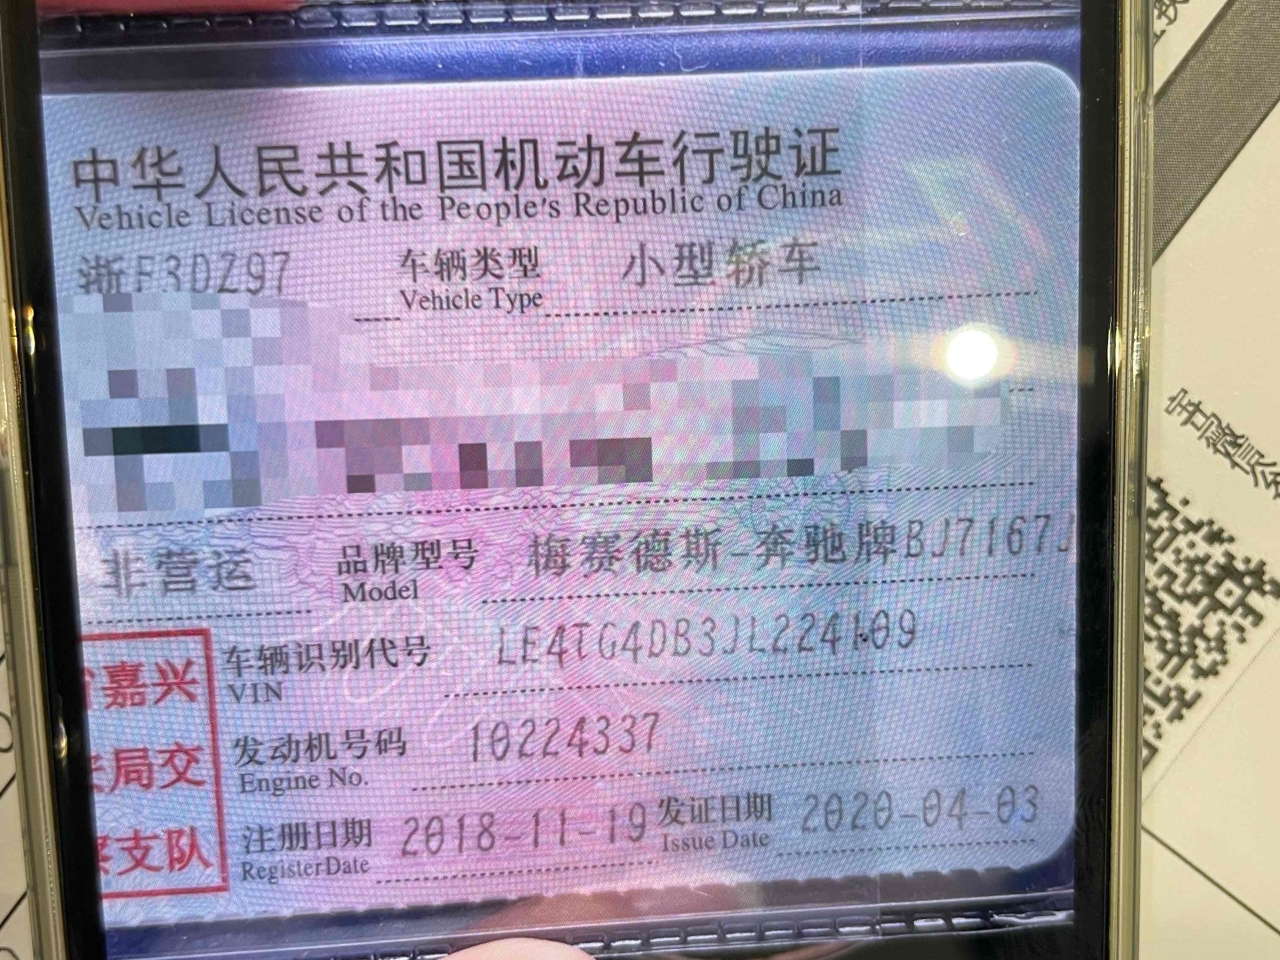 中华人民共和国机动车行驶证
Vehicle License of the People's Republic of China
浙F3DZ97 车辆类型 小型轿车
Vehicle Type
非营运 品牌型号 梅赛德斯-奔驰牌BJ7167J
Model
车辆识别代号 LE4TG4DB3JL224109
VIN
发动机号码 10224337
Engine No.
注册日期 2018-11-19 发证日期 2020-04-03
Register Date Issue Date
嘉兴
局交
支队